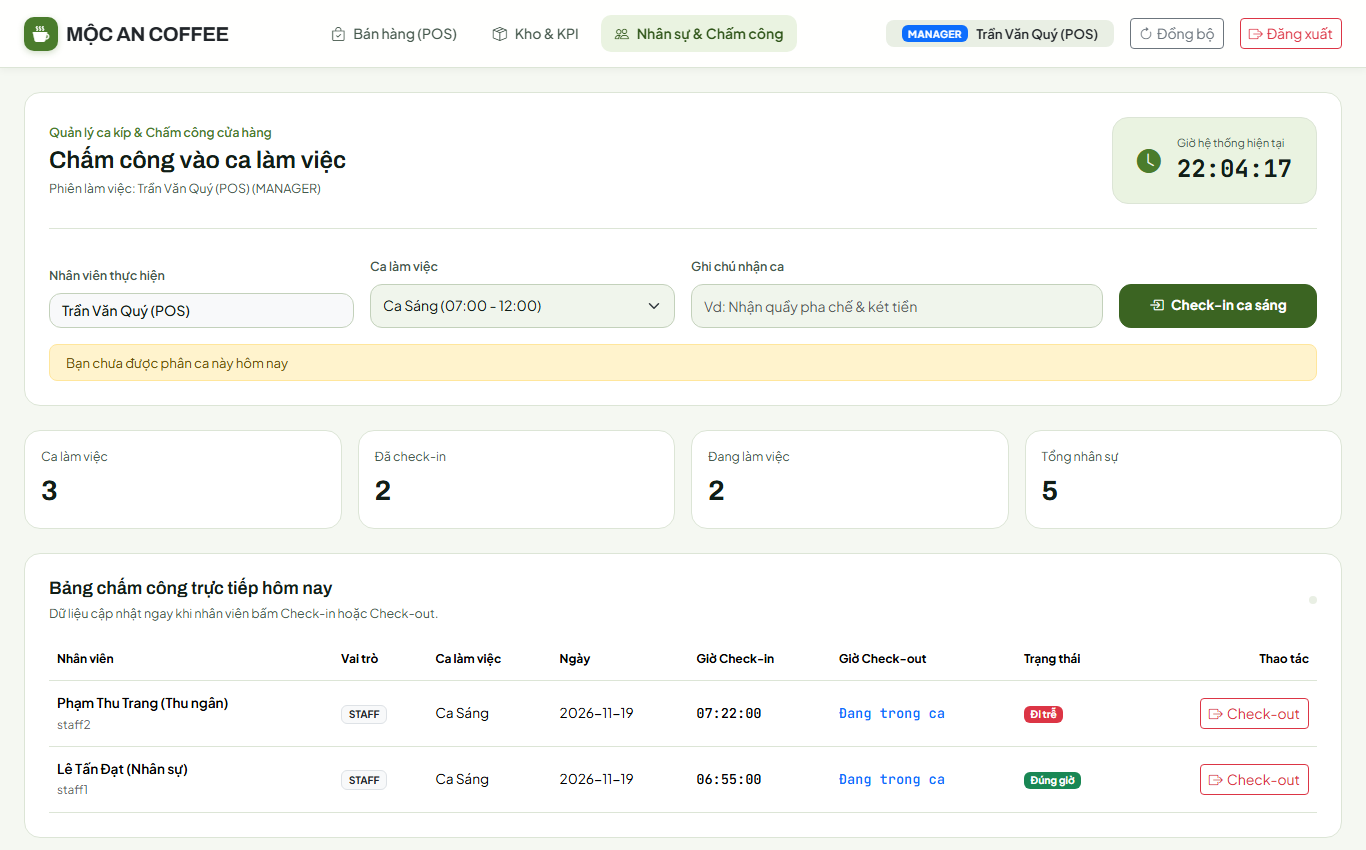 MỘC AN COFFEE
Bán hàng (POS)
Kho & KPI
Nhân sự & Chấm công
MANAGER Trần Văn Quý (POS)
Đồng bộ
Đăng xuất
Quản lý ca kíp & Chấm công cửa hàng
Chấm công vào ca làm việc
Phiên làm việc: Trần Văn Quý (POS) (MANAGER)
Giờ hệ thống hiện tại
22:04:17
Nhân viên thực hiện
Trần Văn Quý (POS)
Ca làm việc
Ca Sáng (07:00 - 12:00)
Ghi chú nhận ca
Vd: Nhận quầy pha chế & két tiền
Check-in ca sáng
Bạn chưa được phân ca này hôm nay
Ca làm việc
3
Đã check-in
2
Đang làm việc
2
Tổng nhân sự
5
Bảng chấm công trực tiếp hôm nay
Dữ liệu cập nhật ngay khi nhân viên bấm Check-in hoặc Check-out.
Nhân viên Vai trò Ca làm việc Ngày Giờ Check-in Giờ Check-out Trạng thái Thao tác
Phạm Thu Trang (Thu ngân)
staff2
STAFF Ca Sáng 2026-11-19 07:22:00 Đang trong ca Đi trễ Check-out
Lê Tấn Đạt (Nhân sự)
staff1
STAFF Ca Sáng 2026-11-19 06:55:00 Đang trong ca Đúng giờ Check-out